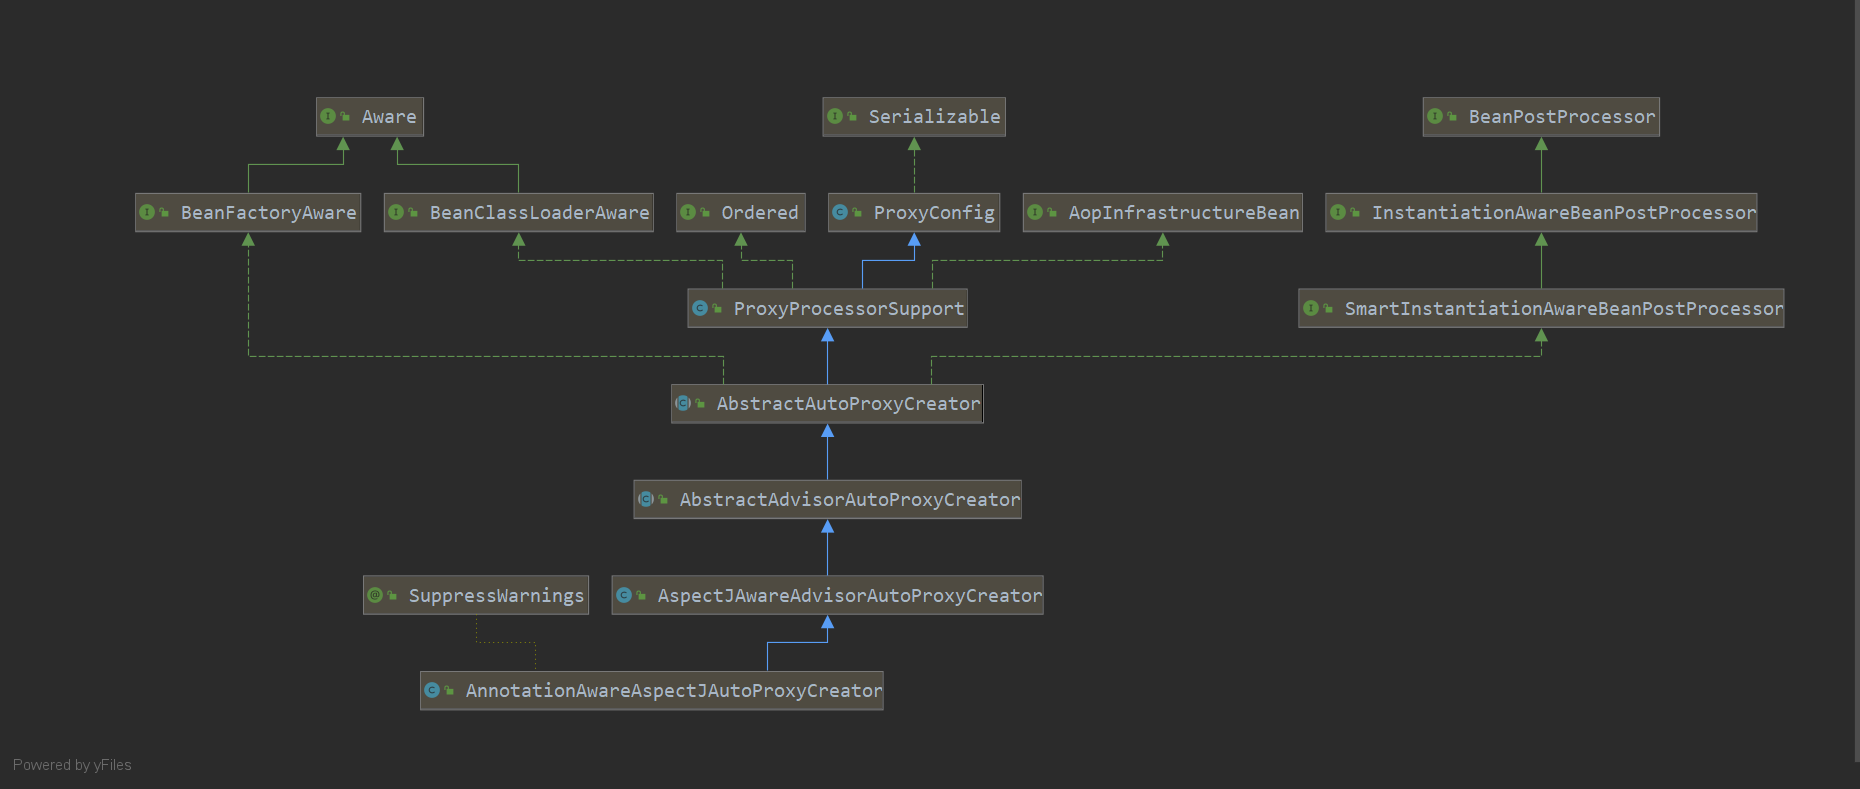 Aware
Serializable
BeanPostProcessor
BeanFactoryAware
BeanClassLoaderAware
Ordered
ProxyConfig
AopInfrastructureBean
InstantiationAwareBeanPostProcessor
ProxyProcessorSupport
SmartInstantiationAwareBeanPostProcessor
AbstractAutoProxyCreator
AbstractAdvisorAutoProxyCreator
SuppressWarnings
AspectJAwareAdvisorAutoProxyCreator
AnnotationAwareAspectJAutoProxyCreator
Powered by yFiles